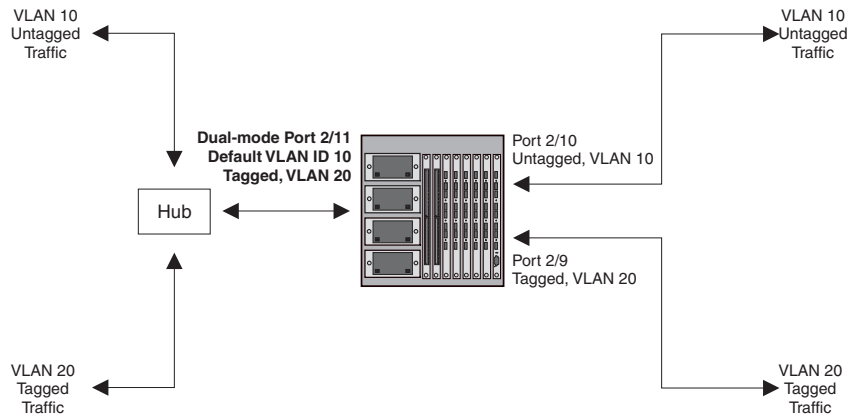 VLAN 10
Untagged
Traffic
VLAN 10
Untagged
Traffic
Dual-mode Port 2/11
Default VLAN ID 10
Tagged, VLAN 20
Port 2/10
Untagged, VLAN 10
Hub
Port 2/9
Tagged, VLAN 20
VLAN 20
Tagged
Traffic
VLAN 20
Tagged
Traffic